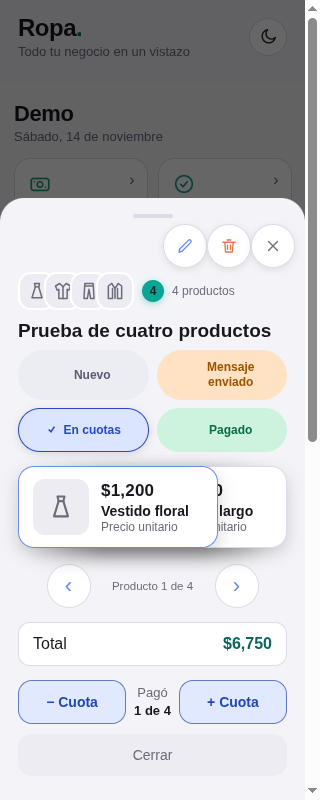 Ropa.
Todo tu negocio en un vistazo
Demo
Sábado, 14 de noviembre
4
4 productos
Prueba de cuatro productos
Nuevo
Mensaje
enviado
En cuotas
Pagado
$1,200
Vestido floral
Precio unitario
0
largo
nitario
Producto 1 de 4
Total
$6,750
− Cuota
Pagó
1 de 4
+ Cuota
Cerrar